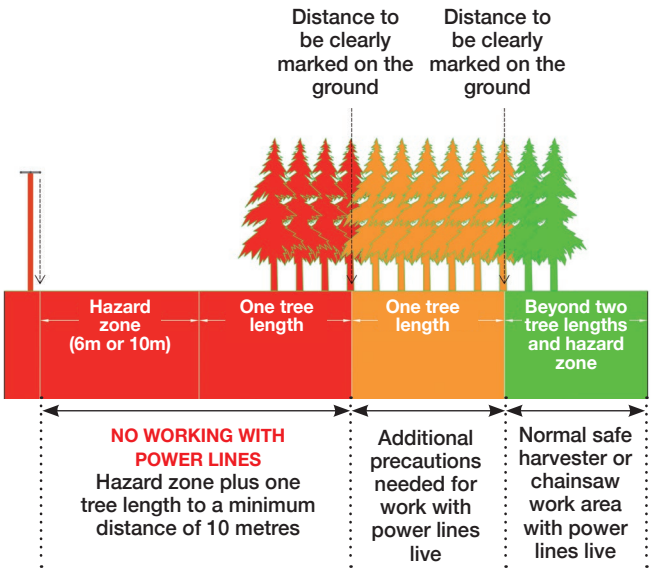 Distance to
be clearly
marked on the
ground
Distance to
be clearly
marked on the
ground
Hazard
zone
(6m or 10m)
One tree
length
One tree
length
Beyond two
tree lengths
and hazard
zone
NO WORKING WITH
POWER LINES
Hazard zone plus one
tree length to a minimum
distance of 10 metres
Additional
precautions
needed for
work with
power lines
live
Normal safe
harvester or
chainsaw
work area
with power
lines live